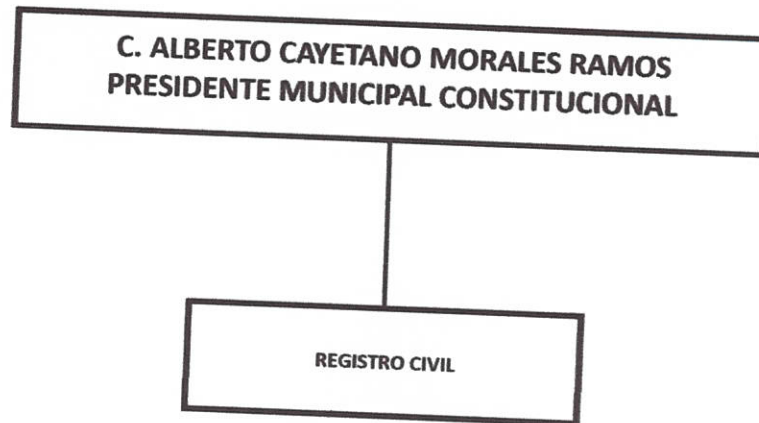 C. ALBERTO CAYETANO MORALES RAMOS
PRESIDENTE MUNICIPAL CONSTITUCIONAL
REGISTRO CIVIL